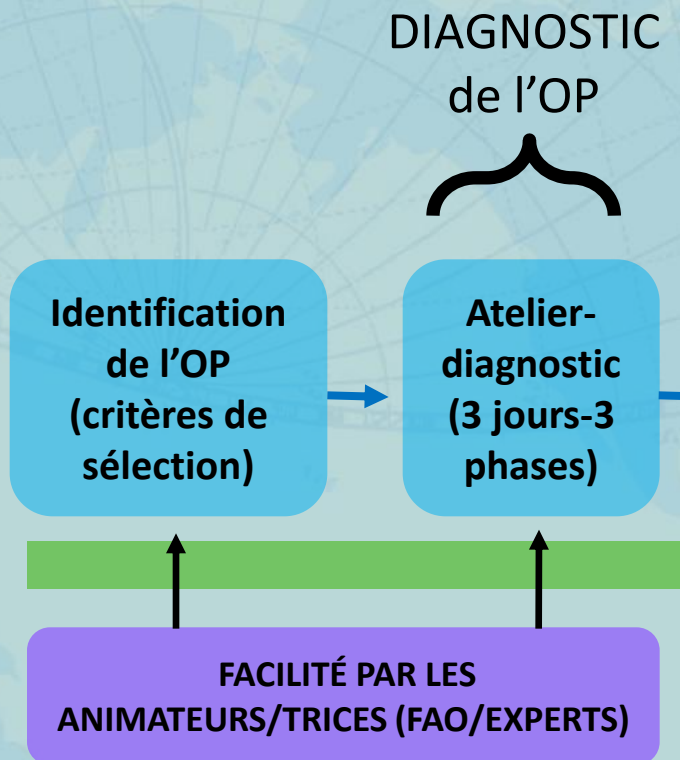 DIAGNOSTIC
de l’OP
Identification
de l’OP
(critères de
sélection)
Atelier-
diagnostic
(3 jours-3
phases)
FACILITÉ PAR LES
ANIMATEURS/TRICES (FAO/EXPERTS)